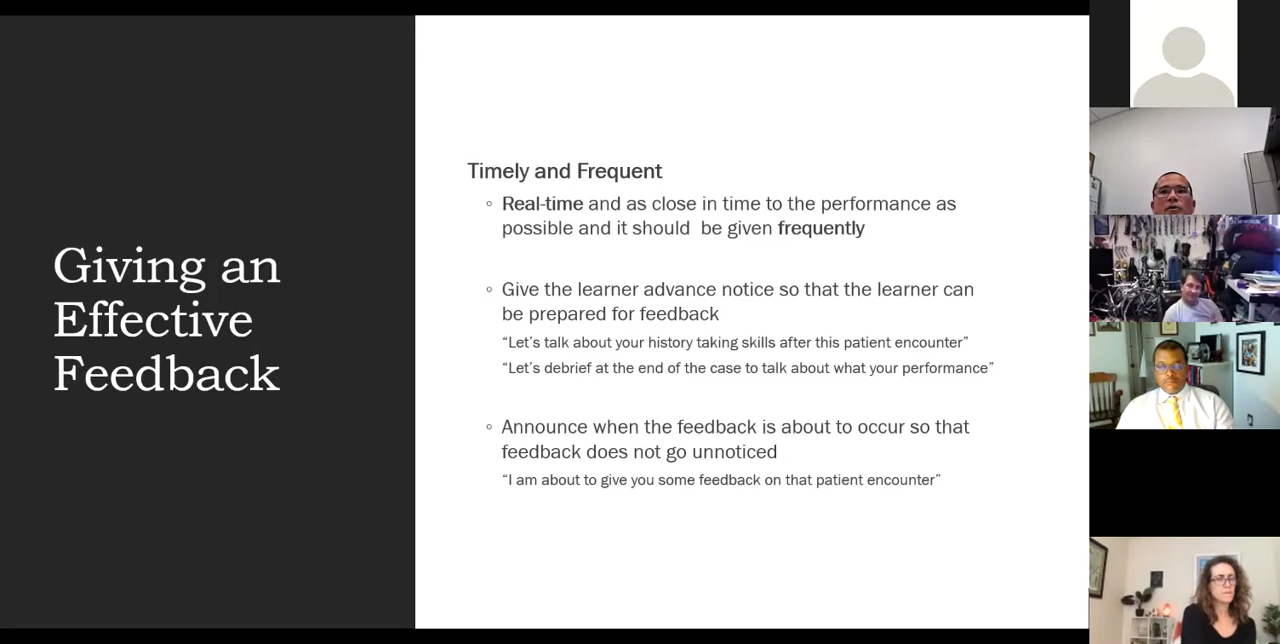 Giving an
Effective
Feedback
Timely and Frequent
Real-time and as close in time to the performance as
possible and it should be given frequently
Give the learner advance notice so that the learner can
be prepared for feedback
“Let’s talk about your history taking skills after this patient encounter”
“Let’s debrief at the end of the case to talk about what your performance”
Announce when the feedback is about to occur so that
feedback does not go unnoticed
“I am about to give you some feedback on that patient encounter”